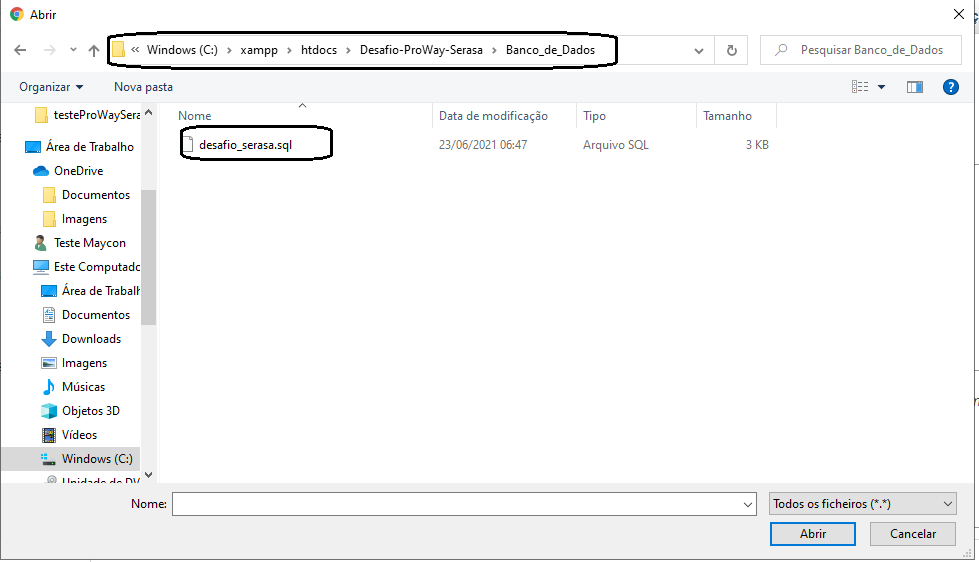 Abrir
« Windows (C:) > xampp > htdocs > Desafio-ProWay-Serasa > Banco_de_Dados
Pesquisar Banco_de_Dados
Organizar
Nova pasta
testeProWaySera
Área de Trabalho
OneDrive
Documentos
Imagens
Teste Maycon
Este Computado
Área de Trabalh
Documentos
Downloads
Imagens
Músicas
Objetos 3D
Vídeos
Windows (C:)
Unidade de DV
Nome Data de modificação Tipo Tamanho
desafio_serasa.sql 23/06/2021 06:47 Arquivo SQL 3 KB
Nome:
Todos os ficheiros (*.*)
Abrir
Cancelar